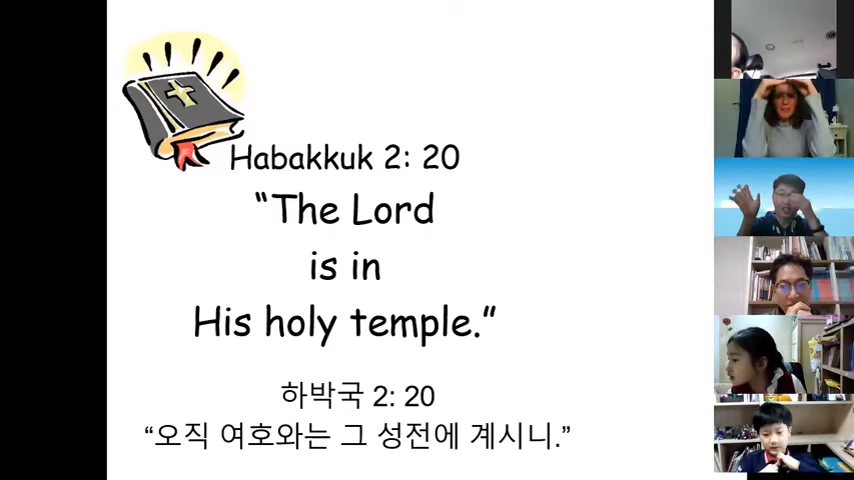 Habakkuk 2: 20
“The Lord
is in
His holy temple.”
하박국 2: 20
“오직 여호와는 그 성전에 계시니.”